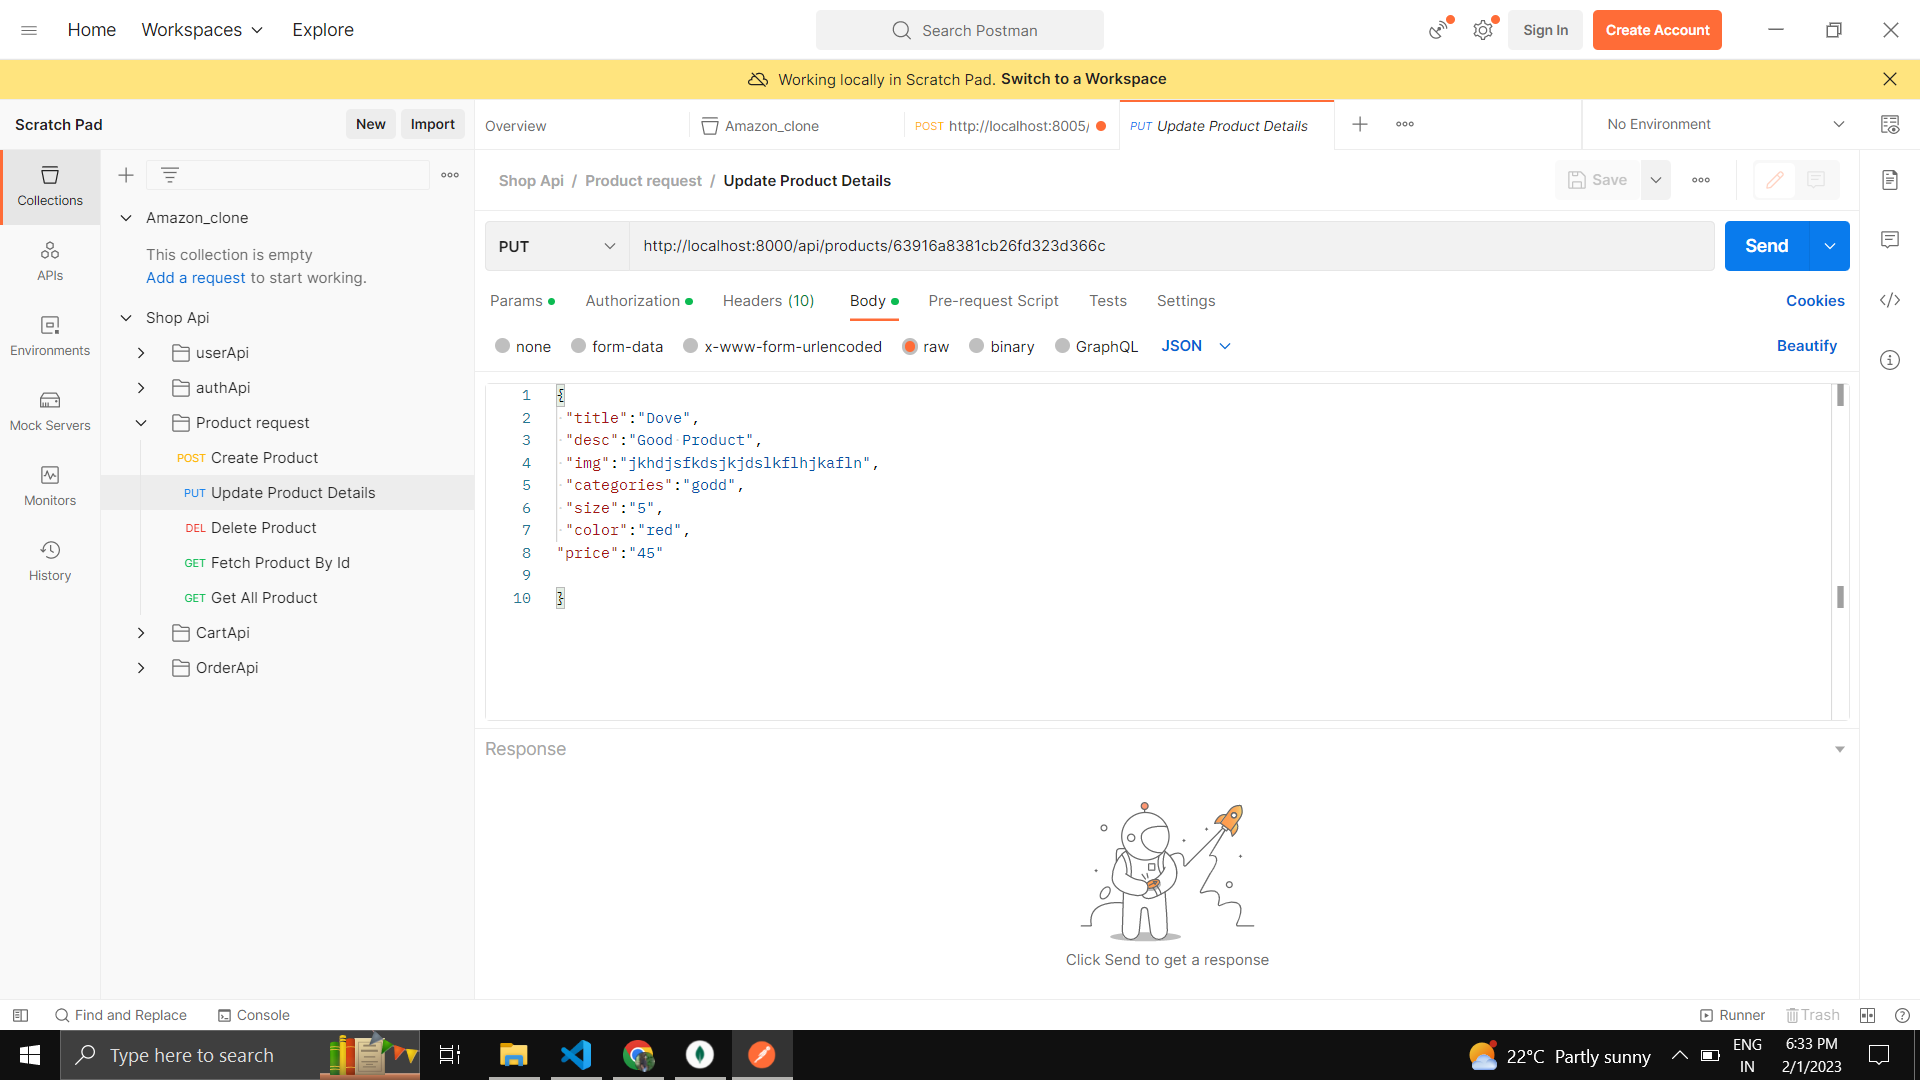 Home Workspaces Explore Search Postman Sign In Create Account
Working locally in Scratch Pad. Switch to a Workspace
Scratch Pad New Import Overview Amazon_clone POST http://localhost:8005/ PUT Update Product Details No Environment
Collections
APIs
Environments
Mock Servers
Monitors
History
Amazon_clone
This collection is empty
Add a request to start working.
Shop Api
userApi
authApi
Product request
POST Create Product
PUT Update Product Details
DEL Delete Product
GET Fetch Product By Id
GET Get All Product
CartApi
OrderApi
Shop Api / Product request / Update Product Details Save
PUT http://localhost:8000/api/products/63916a8381cb26fd323d366c Send
Params Authorization Headers (10) Body Pre-request Script Tests Settings Cookies
none form-data x-www-form-urlencoded raw binary GraphQL JSON Beautify
1 {
2 "title":"Dove",
3 "desc":"Good Product",
4 "img":"jkhdjsfkdsjkjdslkflhjkafln",
5 "categories":"godd",
6 "size":"5",
7 "color":"red",
8 "price":"45"
9
10 }
Response
Click Send to get a response
Find and Replace Console Runner Trash
Type here to search 22°C Partly sunny ENG IN 6:33 PM 2/1/2023